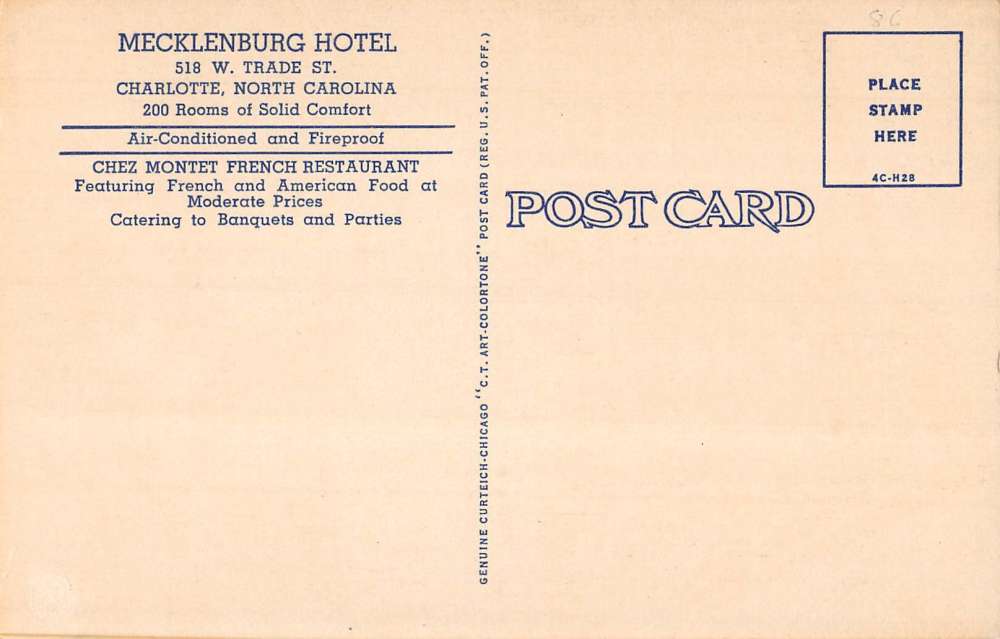 MECKLENBURG HOTEL
518 W. TRADE ST.
CHARLOTTE, NORTH CAROLINA
200 Rooms of Solid Comfort
Air-Conditioned and Fireproof
CHEZ MONTET FRENCH RESTAURANT
Featuring French and American Food at
Moderate Prices
Catering to Banquets and Parties
GENUINE CURTEICH-CHICAGO "C.T. ART-COLORTONE" POST CARD (REG. U.S. PAT. OFF.)
POST CARD
86
PLACE
STAMP
HERE
4C-H28